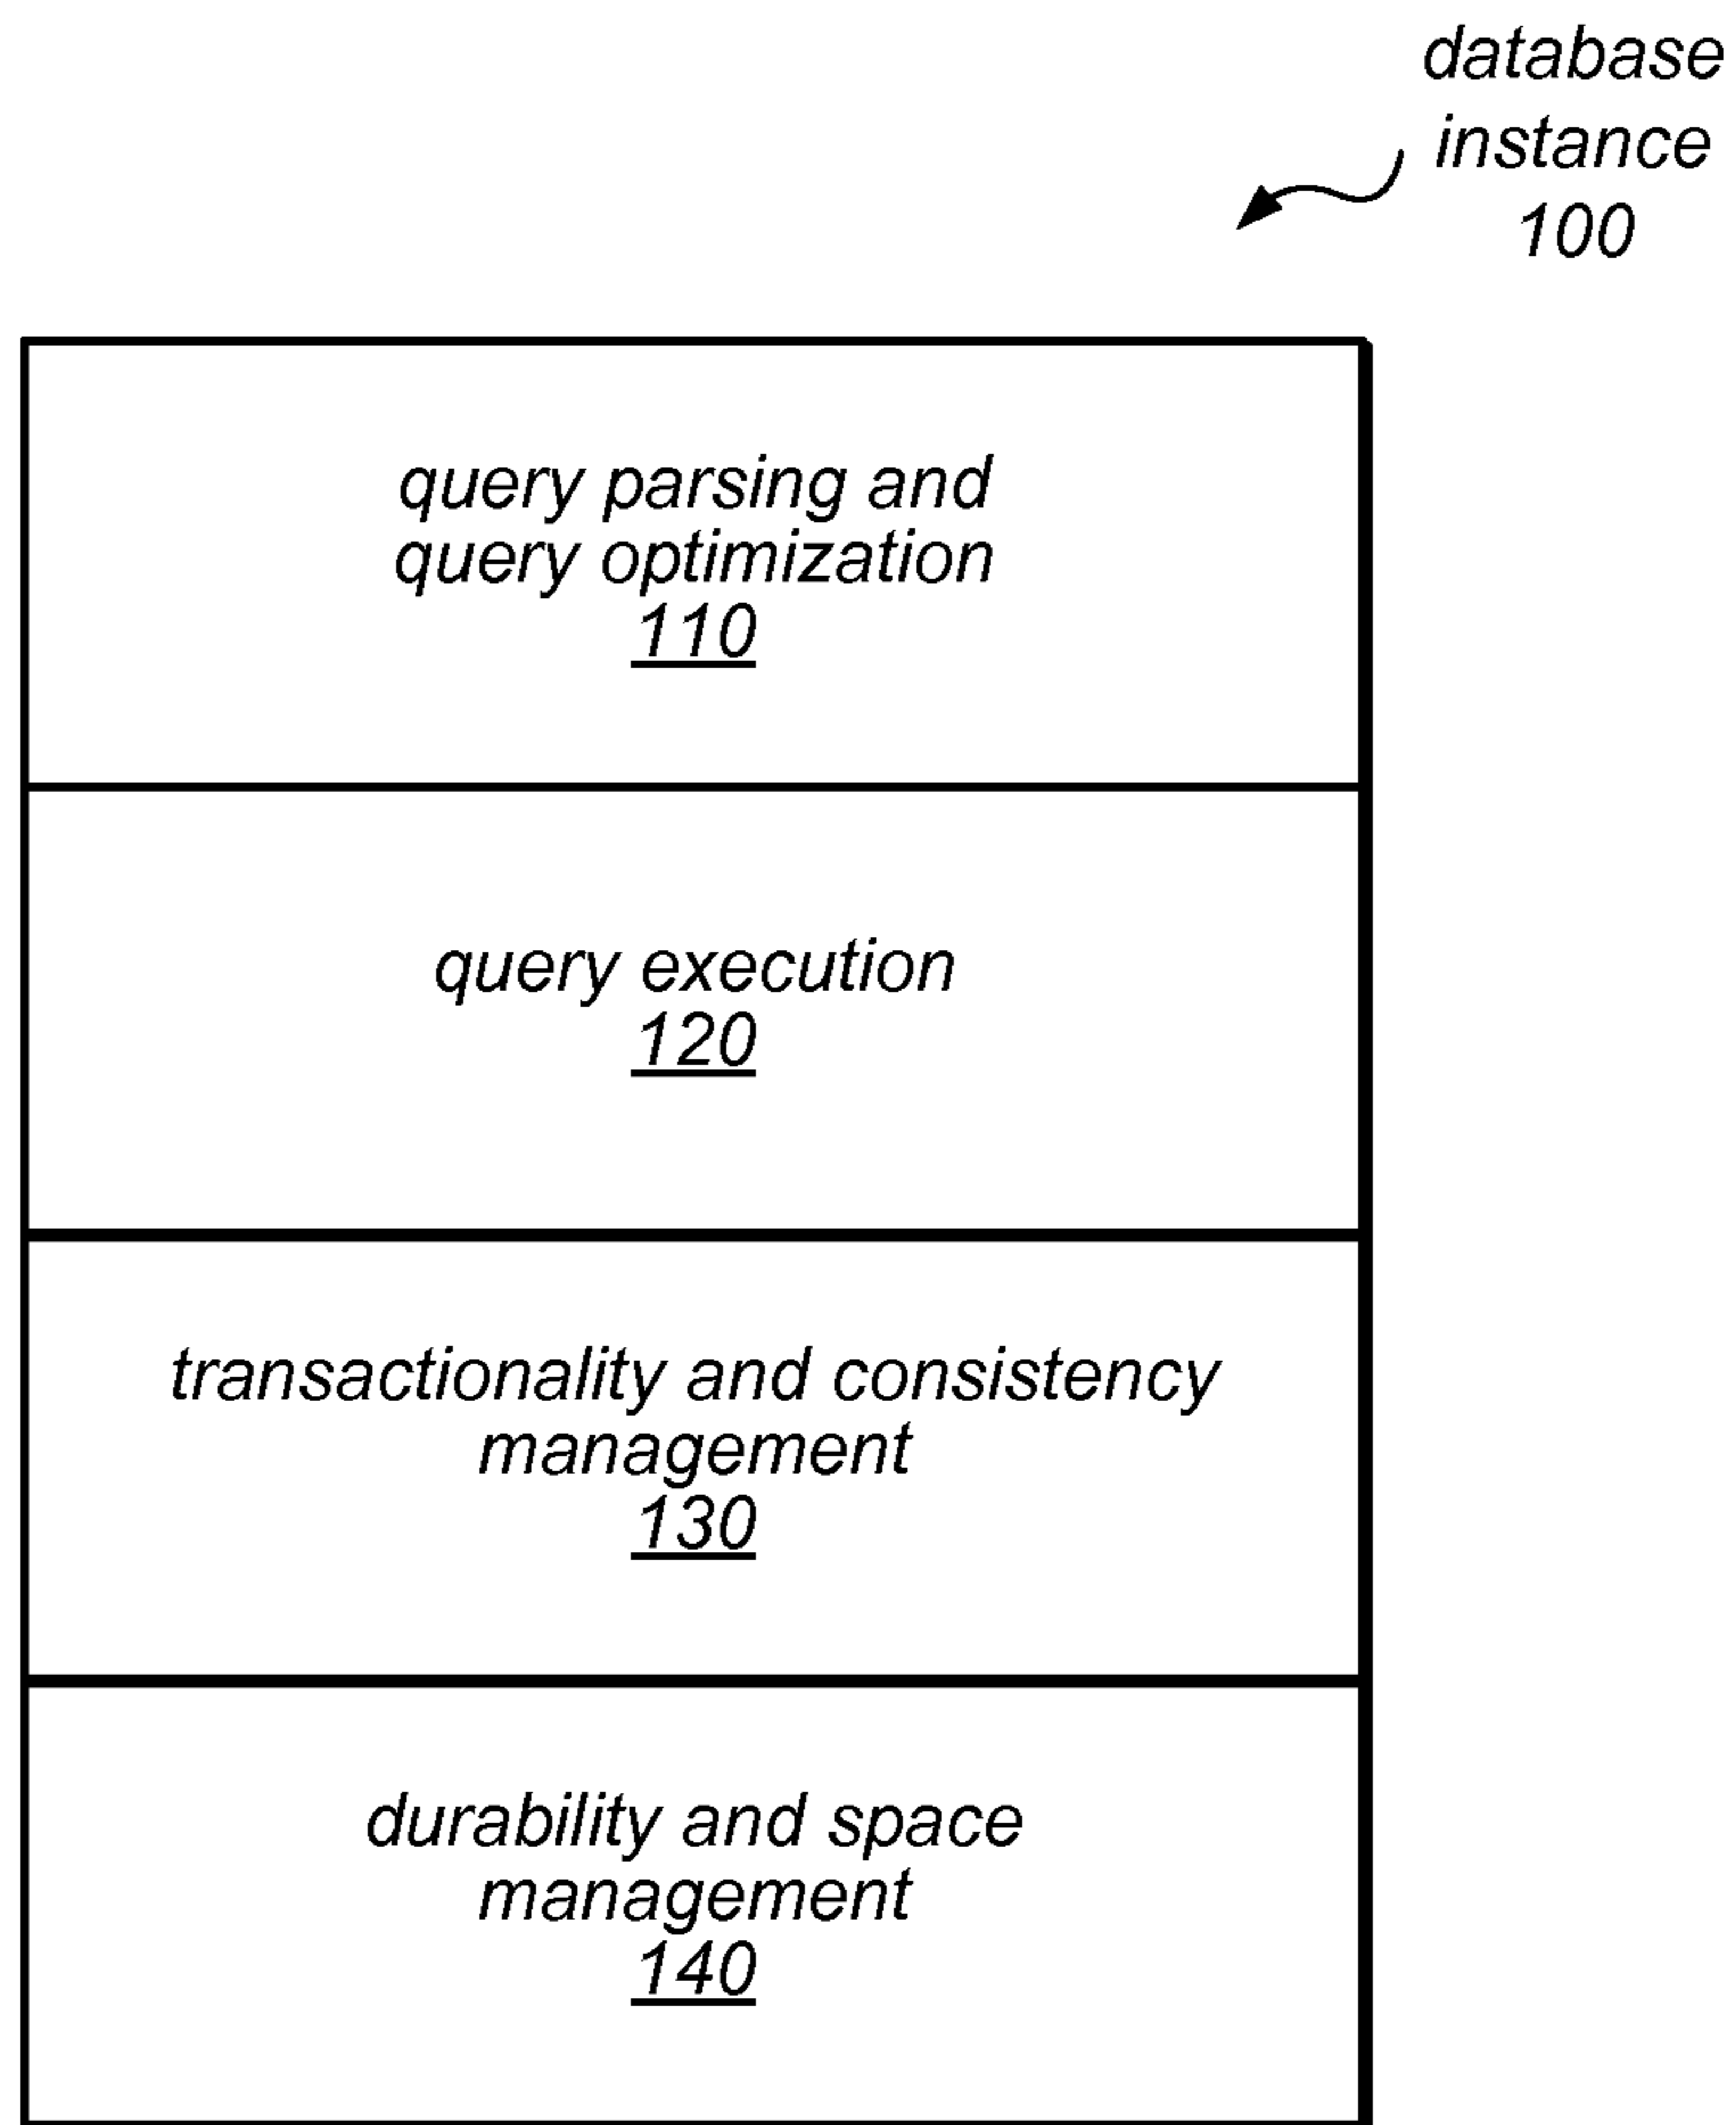 database
instance
100
query parsing and
query optimization
110
query execution
120
transactionality and consistency
management
130
durability and space
management
140